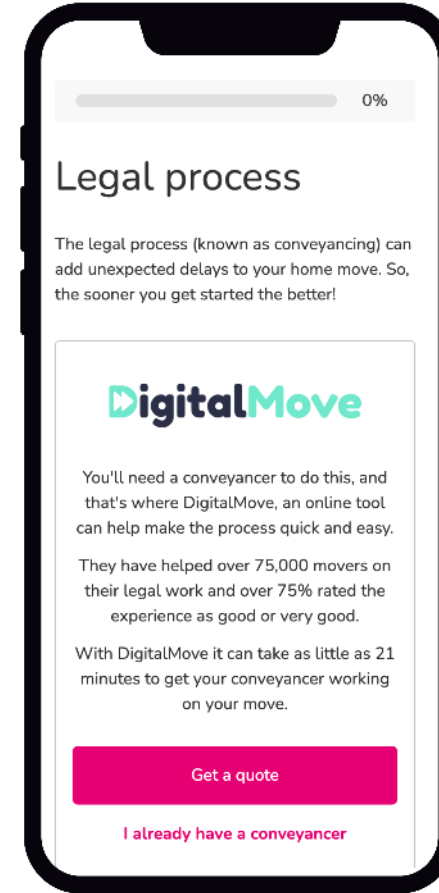 0%
Legal process
The legal process (known as conveyancing) can
add unexpected delays to your home move. So,
the sooner you get started the better!
DigitalMove
You'll need a conveyancer to do this, and
that's where DigitalMove, an online tool
can help make the process quick and easy.
They have helped over 75,000 movers on
their legal work and over 75% rated the
experience as good or very good.
With DigitalMove it can take as little as 21
minutes to get your conveyancer working
on your move.
Get a quote
I already have a conveyancer